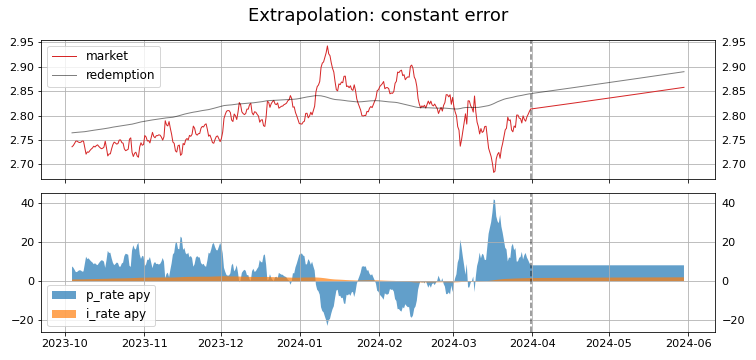 Extrapolation: constant error
2.95 2.95
market
redemption
2.90 2.90
2.85 2.85
2.80 2.80
2.75 2.75
2.70 2.70
40 40
20 20
0 0
p_rate apy
i_rate apy
−20 −20
2023-10 2023-11 2023-12 2024-01 2024-02 2024-03 2024-04 2024-05 2024-06